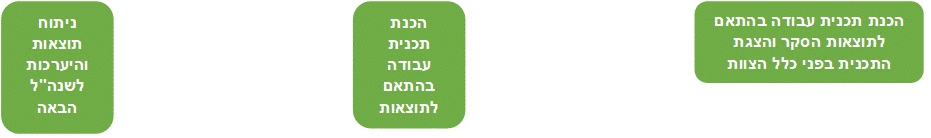 הכנת תכנית עבודה בהתאם
לתוצאות הסקר והצגת
התכנית בפני כלל הצוות
הכנת
תכנית
עבודה
בהתאם
לתוצאות
ניתוח
תוצאות
והיערכות
לשנה"ל
הבאה